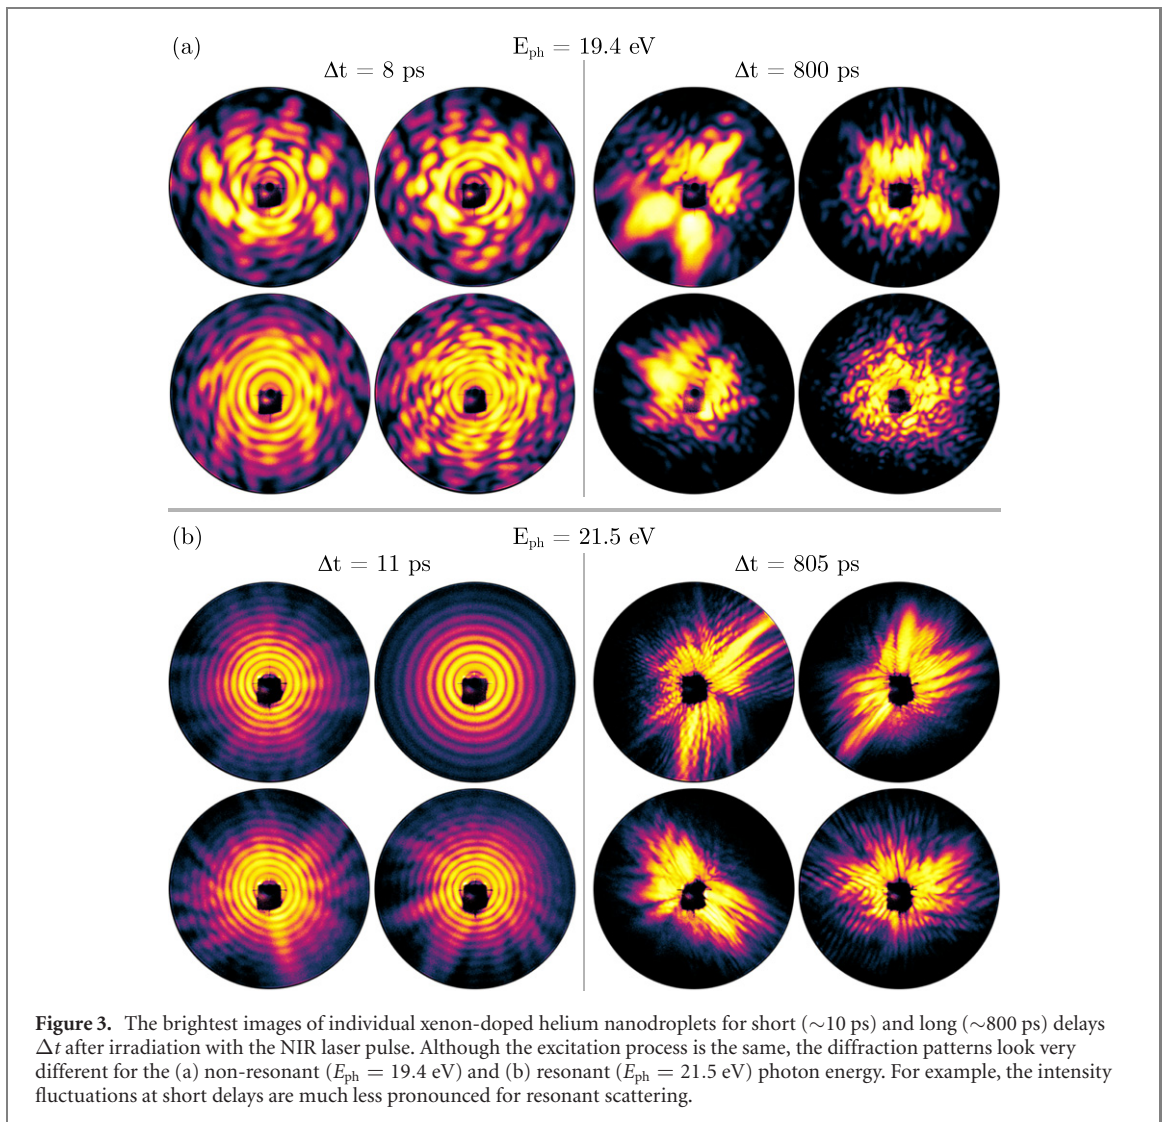 (a)
E_ph = 19.4 eV
Δt = 8 ps
Δt = 800 ps
(b)
E_ph = 21.5 eV
Δt = 11 ps
Δt = 805 ps
Figure 3. The brightest images of individual xenon-doped helium nanodroplets for short (∼10 ps) and long (∼800 ps) delays
Δt after irradiation with the NIR laser pulse. Although the excitation process is the same, the diffraction patterns look very
different for the (a) non-resonant (E_ph = 19.4 eV) and (b) resonant (E_ph = 21.5 eV) photon energy. For example, the intensity
fluctuations at short delays are much less pronounced for resonant scattering.